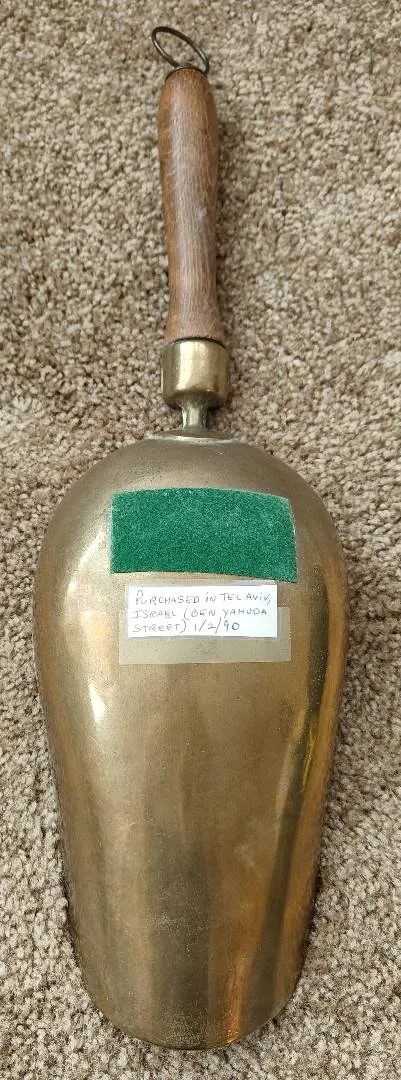 PURCHASED IN TEL AVIV,
ISRAEL (BEN YAHUDA
STREET) 1/2/90